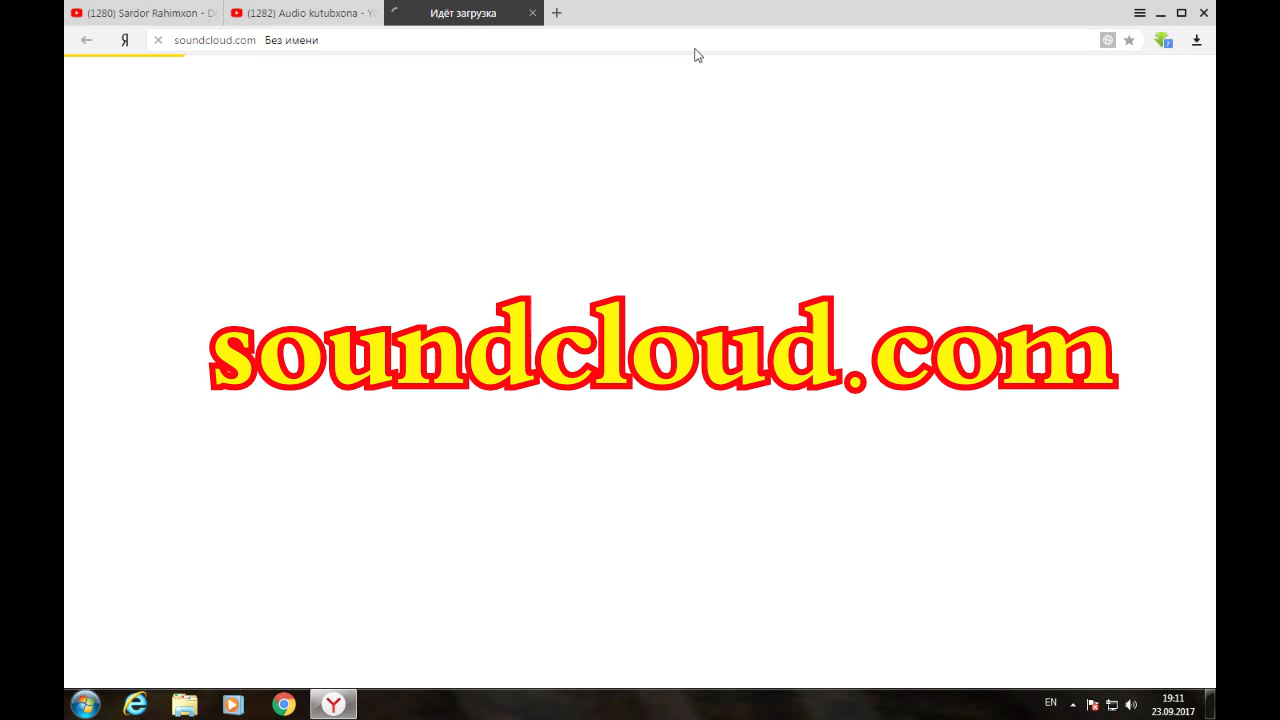 (1280) Sardor Rahimxon - D
(1282) Audio kutubxona - Yo
Идёт загрузка
Я
soundcloud.com Без имени
soundcloud.com
EN
19:11
23.09.2017